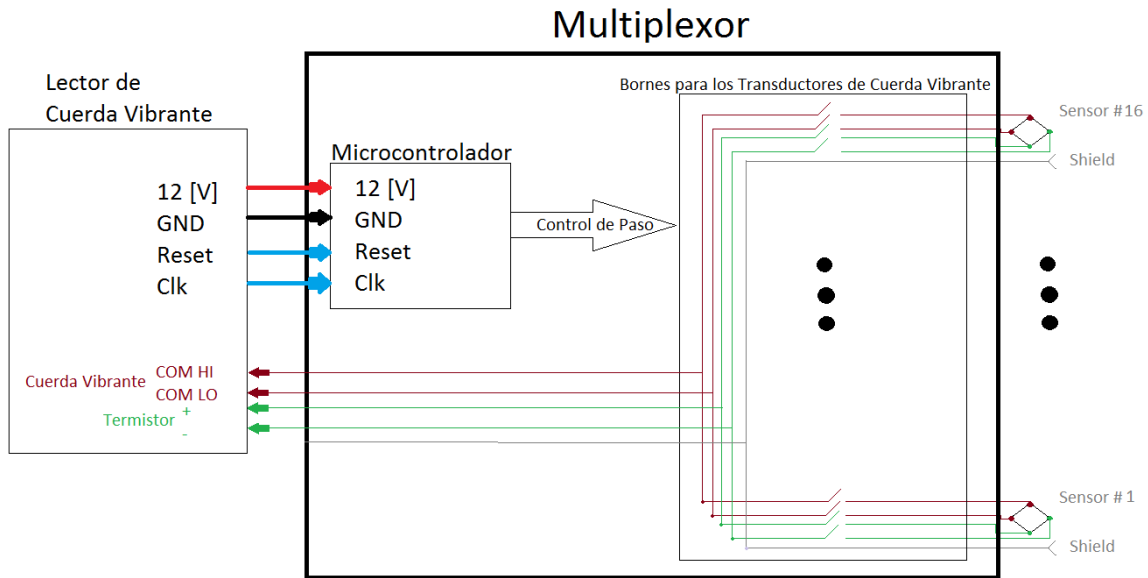 Multiplexor
Lector de
Cuerda Vibrante
12 [V]
GND
Reset
Clk
Cuerda Vibrante
COM HI
COM LO
Termistor
+
-
Microcontrolador
12 [V]
GND
Reset
Clk
Control de Paso
Bornes para los Transductores de Cuerda Vibrante
Sensor #16
Shield
Sensor #1
Shield